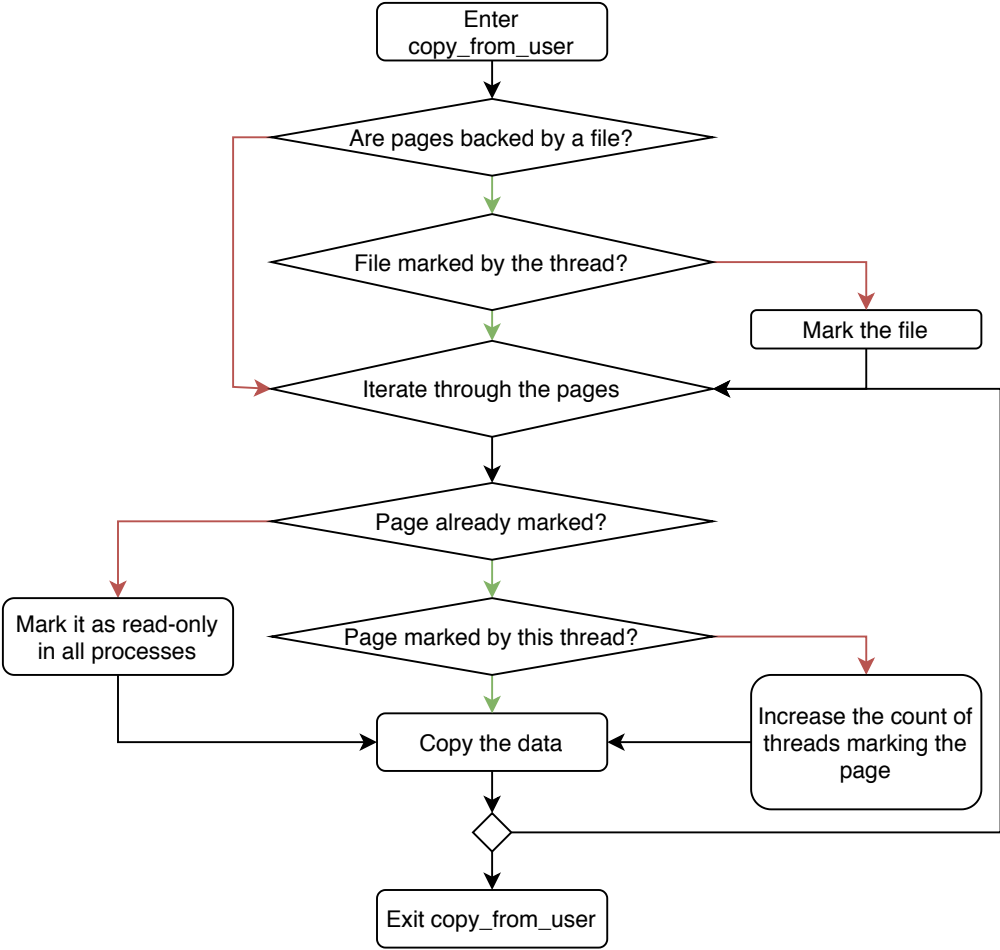 Enter
copy_from_user
Are pages backed by a file?
File marked by the thread?
Mark the file
Iterate through the pages
Page already marked?
Mark it as read-only
in all processes
Page marked by this thread?
Increase the count of
threads marking the
page
Copy the data
Exit copy_from_user